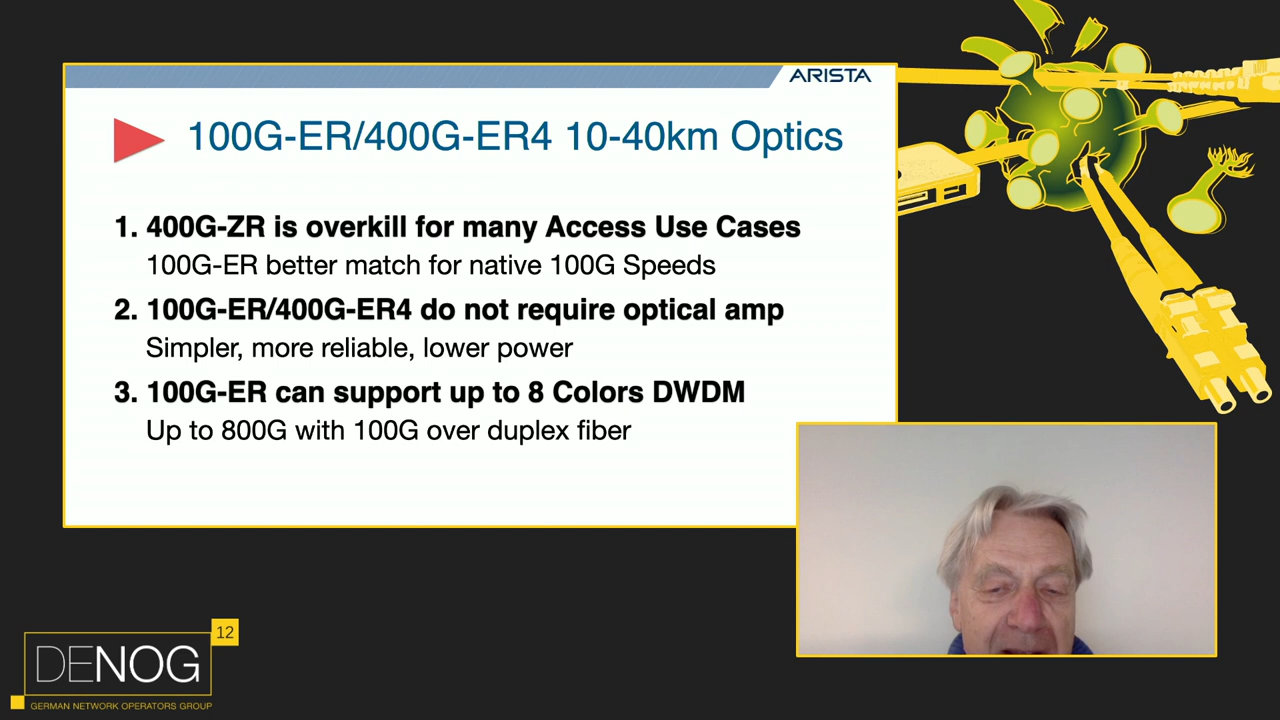 ARISTA
100G-ER/400G-ER4 10-40km Optics
1. 400G-ZR is overkill for many Access Use Cases
100G-ER better match for native 100G Speeds
2. 100G-ER/400G-ER4 do not require optical amp
Simpler, more reliable, lower power
3. 100G-ER can support up to 8 Colors DWDM
Up to 800G with 100G over duplex fiber
12
DENOG
GERMAN NETWORK OPERATORS GROUP